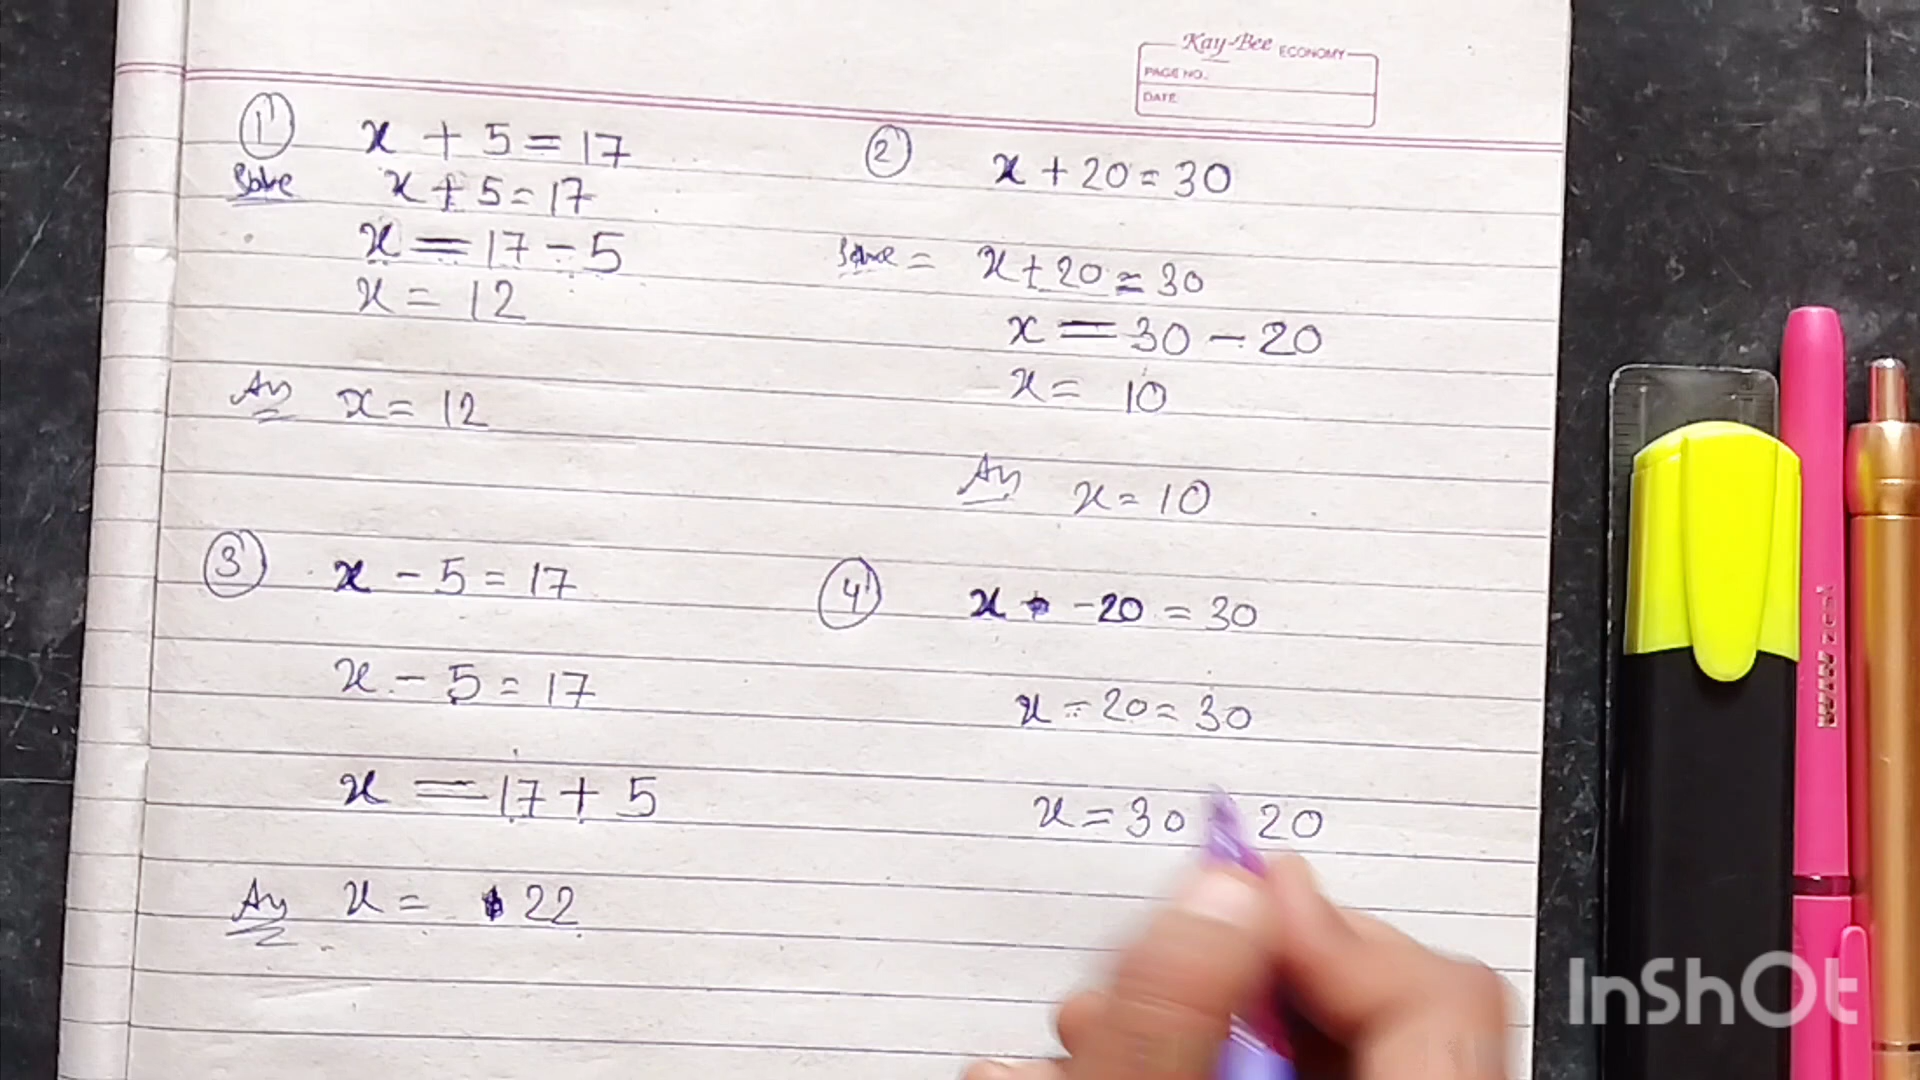 Kay-Bee ECONOMY
PAGE NO.
DATE
1 x + 5 = 17
Solve x + 5 = 17
x = 17 - 5
x = 12
Ans x = 12
2 x + 20 = 30
Solve = x + 20 = 30
x = 30 - 20
x = 10
Ans x = 10
3 x - 5 = 17
x - 5 = 17
x = 17 + 5
Ans x = 22
4 x - 20 = 30
x - 20 = 30
x = 30 20
InShOt